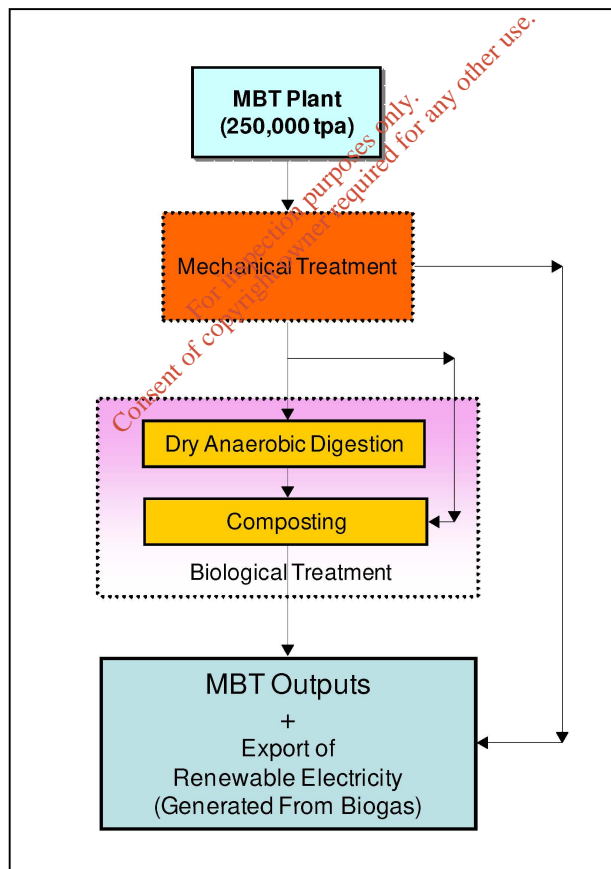 MBT Plant
(250,000 tpa)
Mechanical Treatment
Dry Anaerobic Digestion
Composting
Biological Treatment
MBT Outputs
+
Export of
Renewable Electricity
(Generated From Biogas)
For inspection purposes only.
Consent of copyright owner required for any other use.